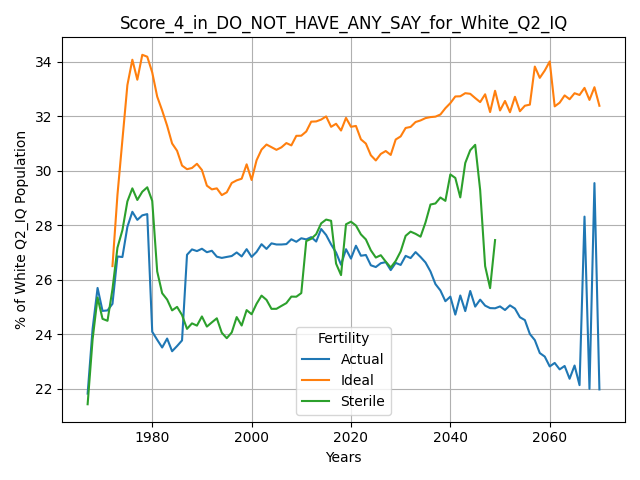 Score_4_in_DO_NOT_HAVE_ANY_SAY_for_White_Q2_IQ
% of White Q2_IQ Population
34
32
30
28
26
24
22
Fertility
Actual
Ideal
Sterile
1980 2000 2020 2040 2060
Years